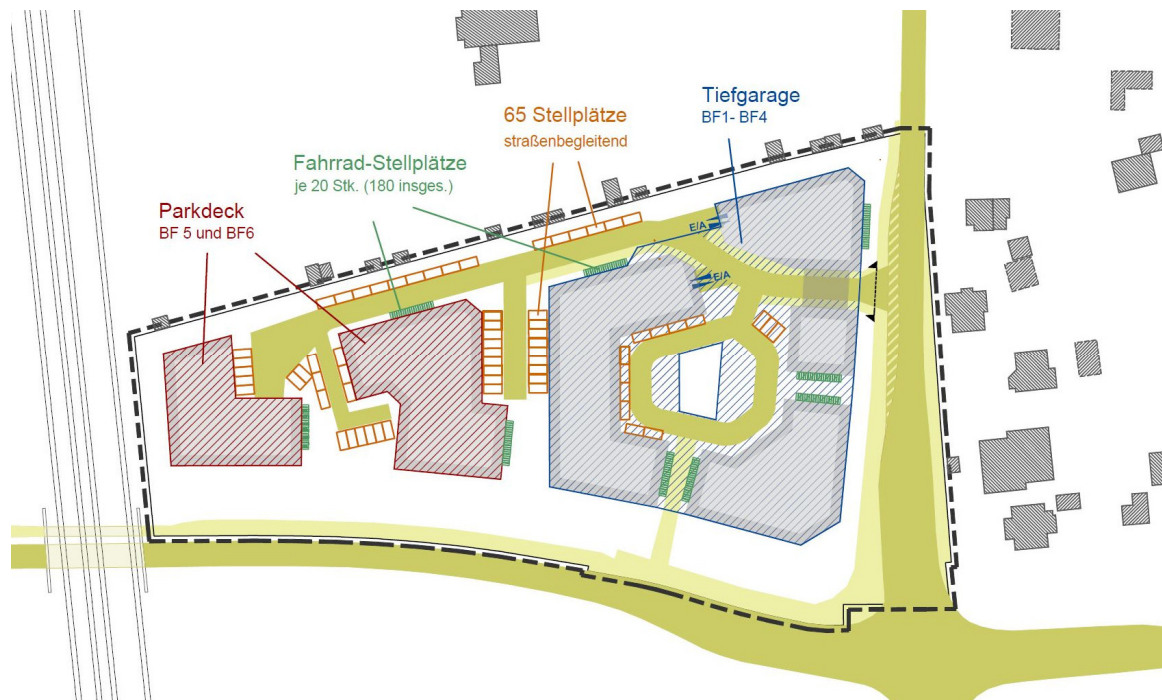 Tiefgarage
BF1- BF4
65 Stellplätze
straßenbegleitend
Fahrrad-Stellplätze
je 20 Stk. (180 insges.)
Parkdeck
BF 5 und BF6
E/A
E/A